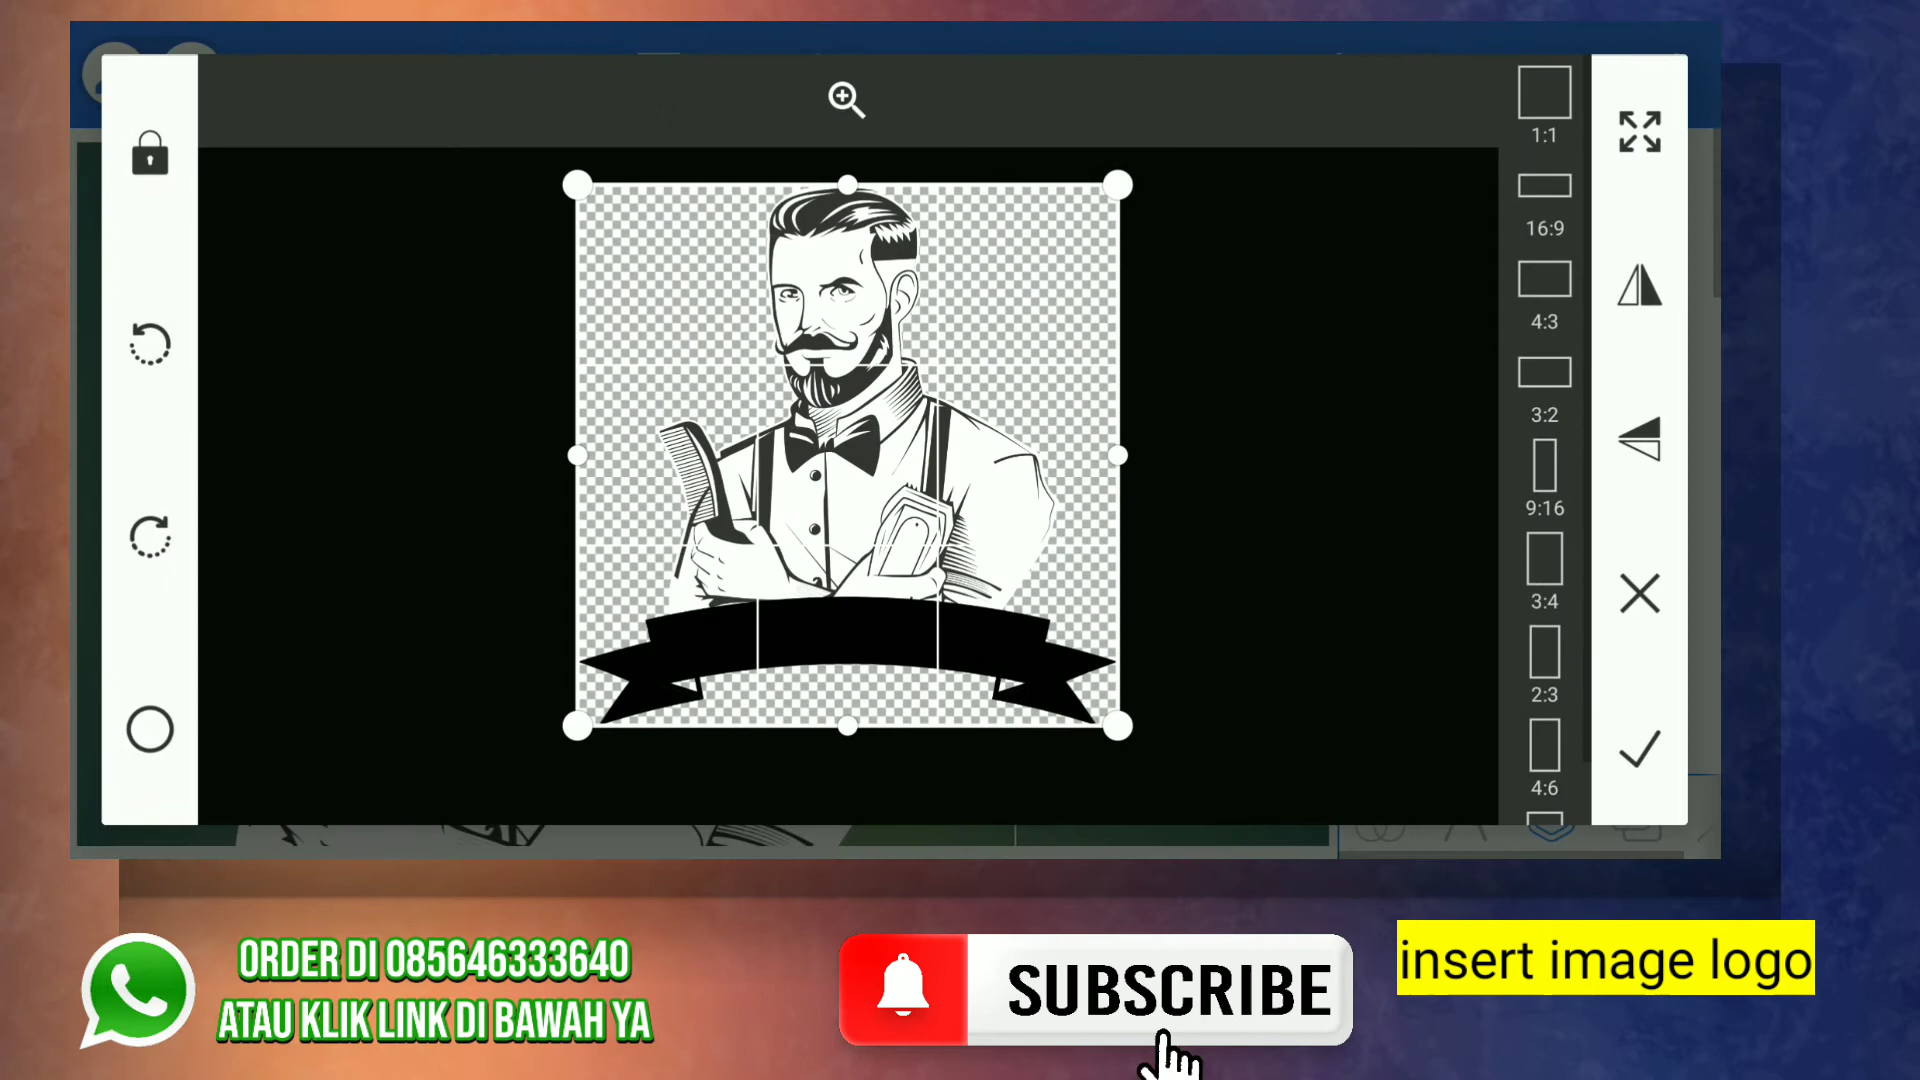 1:1
16:9
4:3
3:2
9:16
3:4
2:3
4:6
ORDER DI 085646333640
ATAU KLIK LINK DI BAWAH YA
SUBSCRIBE
insert image logo